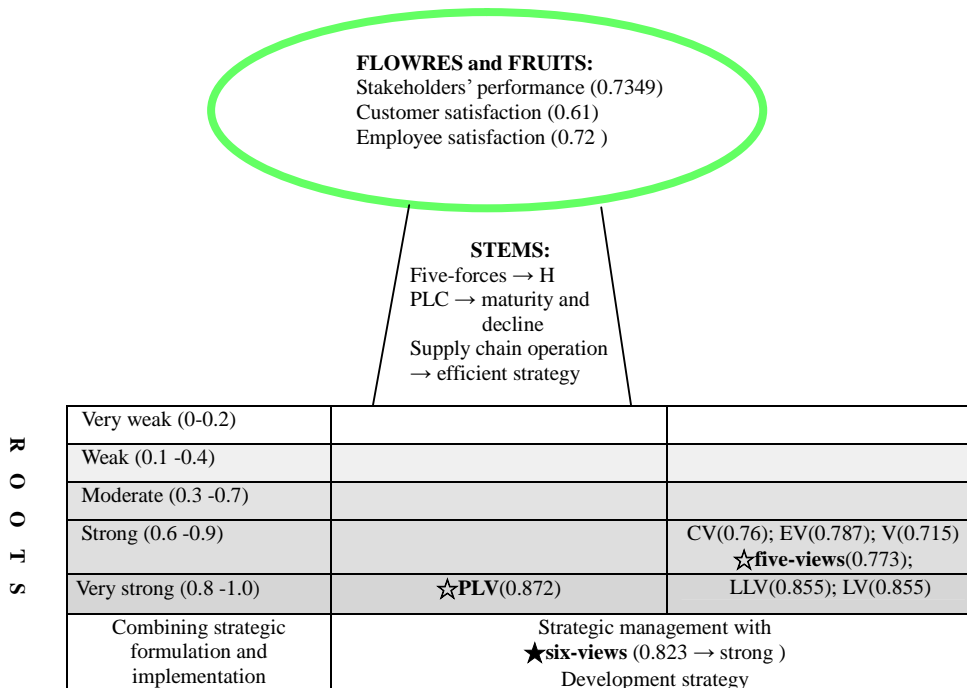 FLOWRES and FRUITS:
Stakeholders' performance (0.7349)
Customer satisfaction (0.61)
Employee satisfaction (0.72 )
STEMS:
Five-forces → H
PLC → maturity and
decline
Supply chain operation
→ efficient strategy
ROOTS
Very weak (0-0.2)
Weak (0.1 -0.4)
Moderate (0.3 -0.7)
Strong (0.6 -0.9)
CV(0.76); EV(0.787); V(0.715)
☆five-views(0.773);
Very strong (0.8 -1.0)
☆PLV(0.872)
LLV(0.855); LV(0.855)
Combining strategic
formulation and
implementation
Strategic management with
★six-views (0.823 → strong )
Development strategy